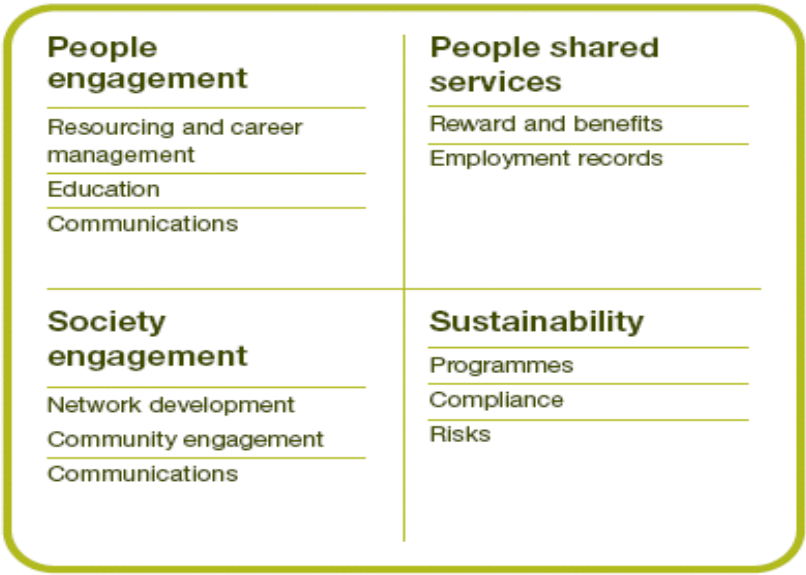 People
engagement
Resourcing and career
management
Education
Communications
People shared
services
Reward and benefits
Employment records
Society
engagement
Network development
Community engagement
Communications
Sustainability
Programmes
Compliance
Risks